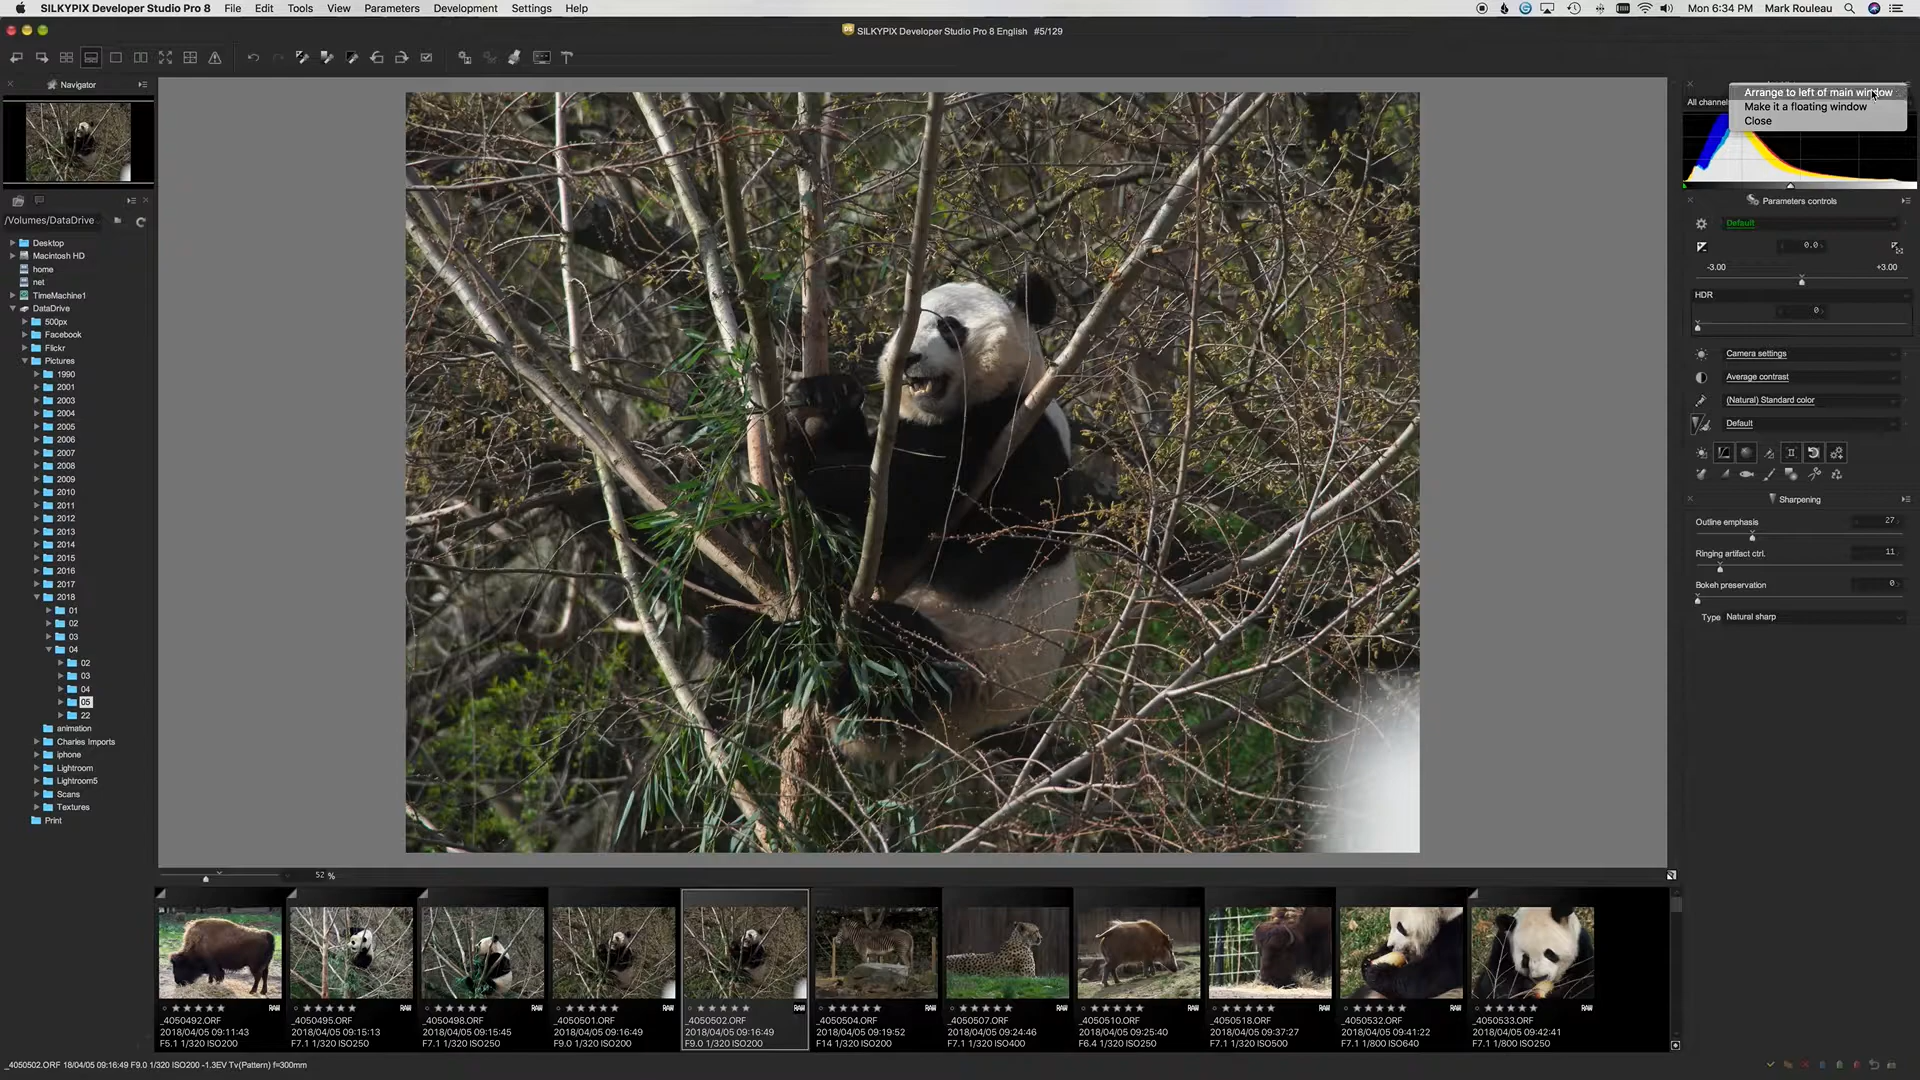 SILKYPIX Developer Studio Pro 8 File Edit Tools View Parameters Development Settings Help Mon 6:34 PM Mark Rouleau
SILKYPIX Developer Studio Pro 8 English #5/129
Navigator
Arrange to left of main window
Make it a floating window
Close
All channel
/Volumes/DataDrive
Desktop
Macintosh HD
home
net
TimeMachine1
DataDrive
500px
Facebook
Flickr
Pictures
1990
2001
2003
2004
2005
2006
2007
2008
2009
2010
2011
2012
2013
2014
2015
2016
2017
2018
01
02
03
04
02
03
04
05
22
animation
Charles Imports
iphone
Lightroom
Lightroom5
Scans
Textures
Print
Parameters controls
Default
0.0
-3.00 +3.00
HDR
0
Camera settings
Average contrast
(Natural) Standard color
Default
Sharpening
Outline emphasis 27
Ringing artifact ctrl. 11
Bokeh preservation 0
Type Natural sharp
52 %
RAW RAW RAW RAW RAW RAW RAW RAW RAW RAW RAW
_4050492.ORF _4050495.ORF _4050498.ORF _4050501.ORF _4050502.ORF _4050504.ORF _4050507.ORF _4050510.ORF _4050518.ORF _4050532.ORF _4050533.ORF
2018/04/05 09:11:43 2018/04/05 09:15:13 2018/04/05 09:15:45 2018/04/05 09:16:49 2018/04/05 09:16:49 2018/04/05 09:19:52 2018/04/05 09:24:46 2018/04/05 09:25:40 2018/04/05 09:37:27 2018/04/05 09:41:22 2018/04/05 09:42:41
F5.1 1/320 ISO200 F7.1 1/320 ISO250 F7.1 1/320 ISO250 F9.0 1/320 ISO200 F9.0 1/320 ISO200 F14 1/320 ISO200 F7.1 1/320 ISO400 F6.4 1/320 ISO250 F7.1 1/320 ISO500 F7.1 1/800 ISO640 F7.1 1/800 ISO250
_4050502.ORF 18/04/05 09:16:49 F9.0 1/320 ISO200 -1.3EV Tv(Pattern) f=300mm